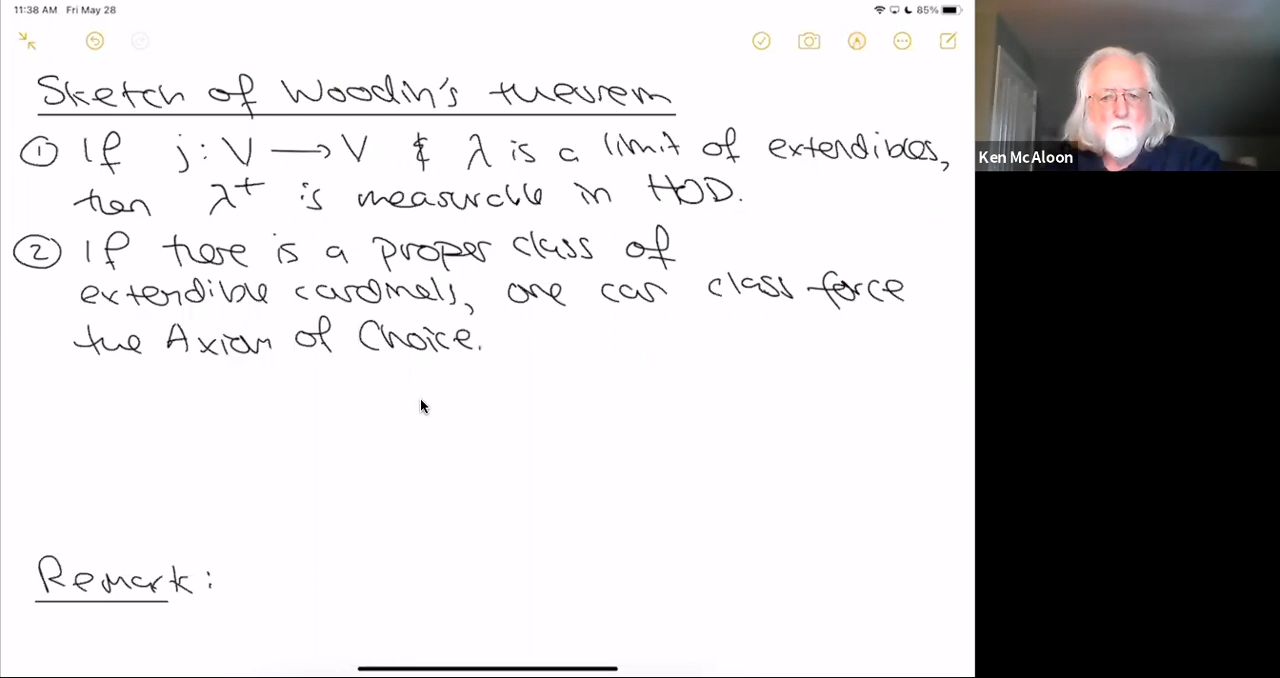 11:38 AM Fri May 28
85%
Sketch of Woodin's theorem
① If j : V ⟶ V & λ is a limit of extendibles,
then λ⁺ is measurable in HOD.
② If there is a proper class of
extendible cardinals, one can class force
the Axiom of Choice.
Remark:
Ken McAloon